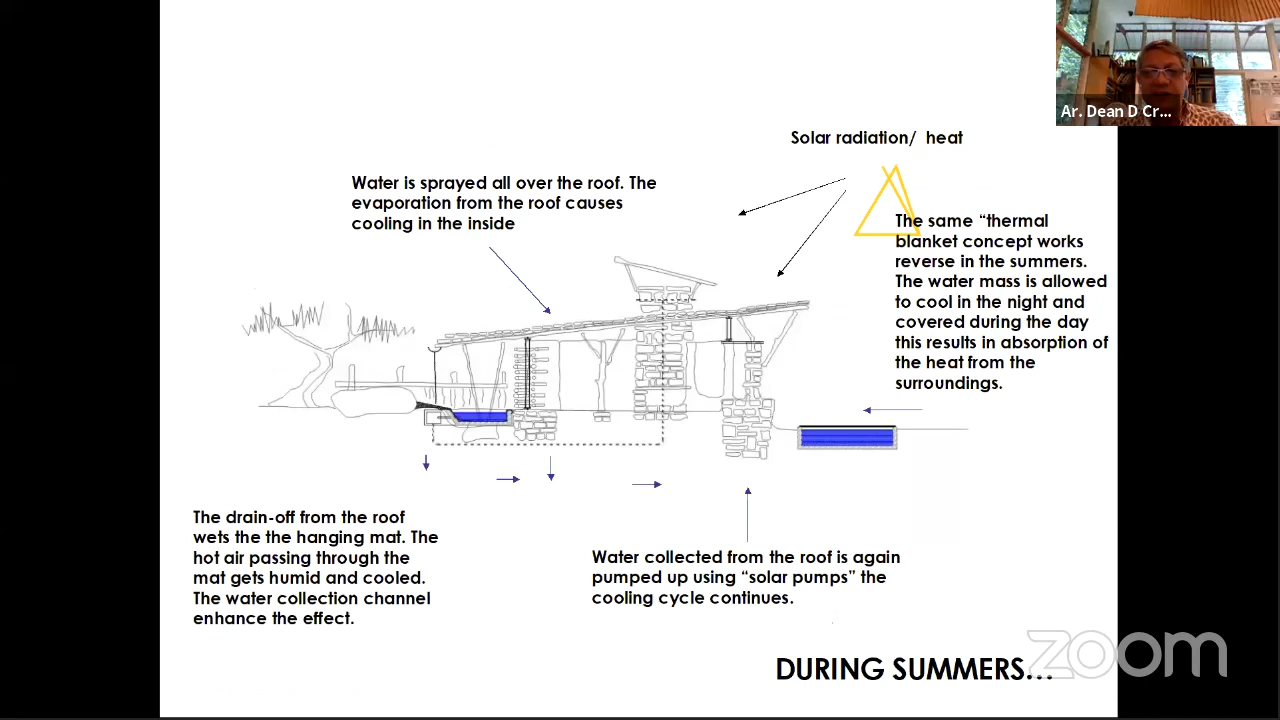 Ar. Dean D Cr...
Solar radiation/ heat
Water is sprayed all over the roof. The
evaporation from the roof causes
cooling in the inside
The same “thermal
blanket concept works
reverse in the summers.
The water mass is allowed
to cool in the night and
covered during the day
this results in absorption of
the heat from the
surroundings.
The drain-off from the roof
wets the the hanging mat. The
hot air passing through the
mat gets humid and cooled.
The water collection channel
enhance the effect.
Water collected from the roof is again
pumped up using “solar pumps” the
cooling cycle continues.
DURING SUMMERS…
zoom